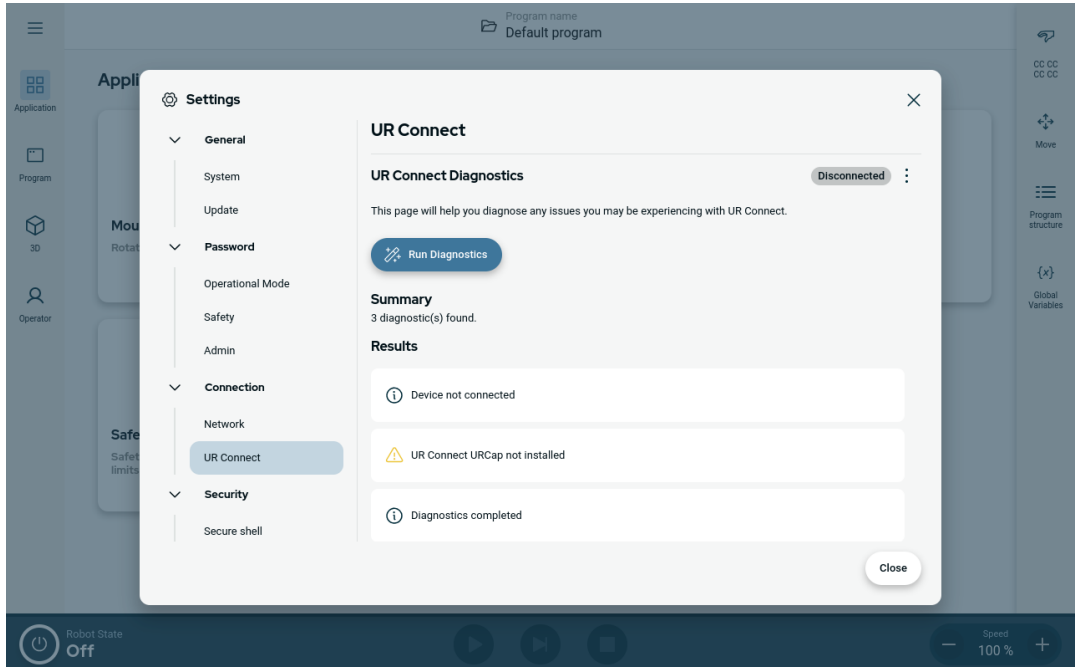 Program name
Default program
Application
Program
3D
Operator
Appli
Mou
Rotat
Safe
Safet
limits
Settings
General
System
Update
Password
Operational Mode
Safety
Admin
Connection
Network
UR Connect
Security
Secure shell
UR Connect
UR Connect Diagnostics
Disconnected
This page will help you diagnose any issues you may be experiencing with UR Connect.
Run Diagnostics
Summary
3 diagnostic(s) found.
Results
Device not connected
UR Connect URCap not installed
Diagnostics completed
Close
CC CC
CC CC
Move
Program
structure
{x}
Global
Variables
Robot State
Off
Speed
100 %